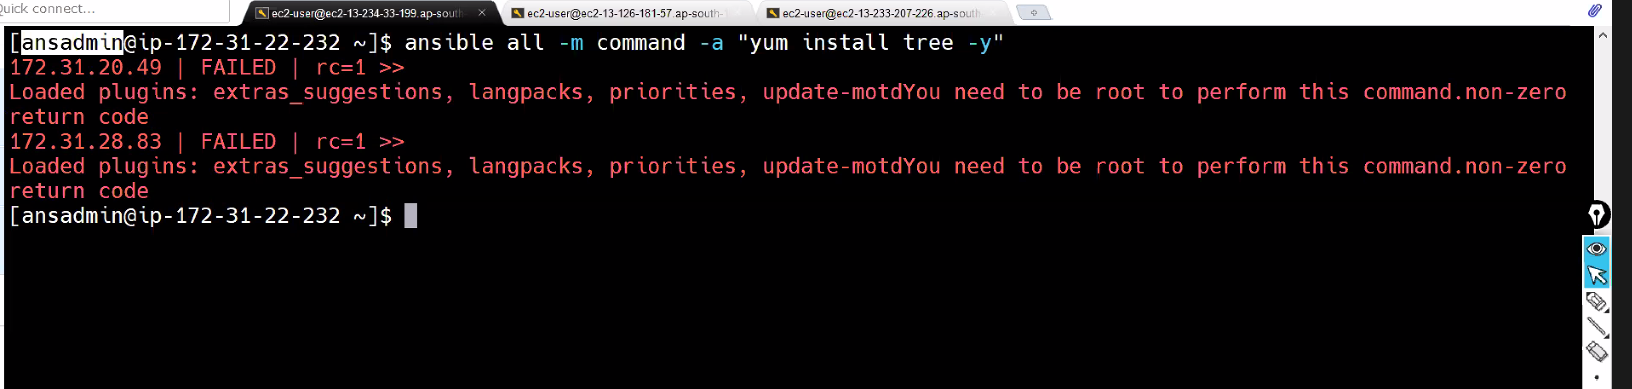 Quick connect...
ec2-user@ec2-13-234-33-199.ap-south-
ec2-user@ec2-13-126-181-57.ap-south-
ec2-user@ec2-13-233-207-226.ap-south-
[ansadmin@ip-172-31-22-232 ~]$ ansible all -m command -a "yum install tree -y"
172.31.20.49 | FAILED | rc=1 >>
Loaded plugins: extras_suggestions, langpacks, priorities, update-motdYou need to be root to perform this command.non-zero
return code
172.31.28.83 | FAILED | rc=1 >>
Loaded plugins: extras_suggestions, langpacks, priorities, update-motdYou need to be root to perform this command.non-zero
return code
[ansadmin@ip-172-31-22-232 ~]$